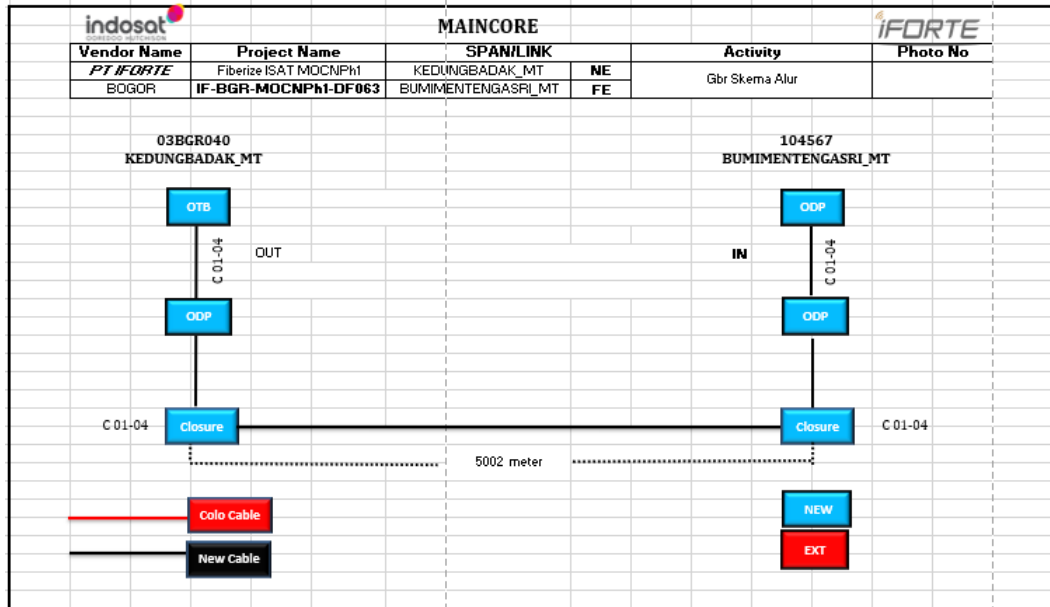 indosat
OOREDOO HUTCHISON
MAINCORE
iFORTE
Vendor Name Project Name SPAN/LINK Activity Photo No
PT IFORTE Fiberize ISAT MOCNPh1 KEDUNGBADAK_MT NE Gbr Skema Alur
BOGOR IF-BGR-MOCNPh1-DF063 BUMIMENTENGASRI_MT FE
03BGR040 104567
KEDUNGBADAK_MT BUMIMENTENGASRI_MT
OTB ODP
C 01-04 OUT IN C 01-04
ODP ODP
C 01-04 Closure Closure C 01-04
5002 meter
Colo Cable NEW
New Cable EXT